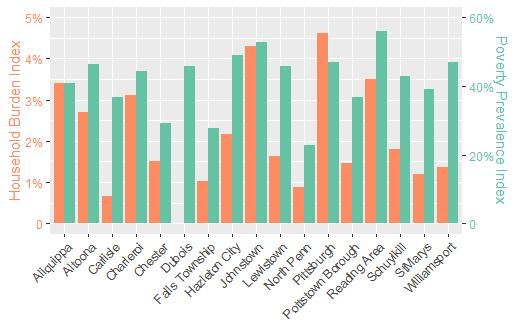 Household Burden Index
5%
4%
3%
2%
1%
0
60%
40%
20%
0
Poverty Prevalence Index
Aliquippa
Altoona
Carlisle
Charleroi
Chester
Dubois
Falls Township
Hazleton City
Johnstown
Lewistown
North Penn
Pittsburgh
Pottstown Borough
Reading Area
Schuylkill
St Marys
Williamsport